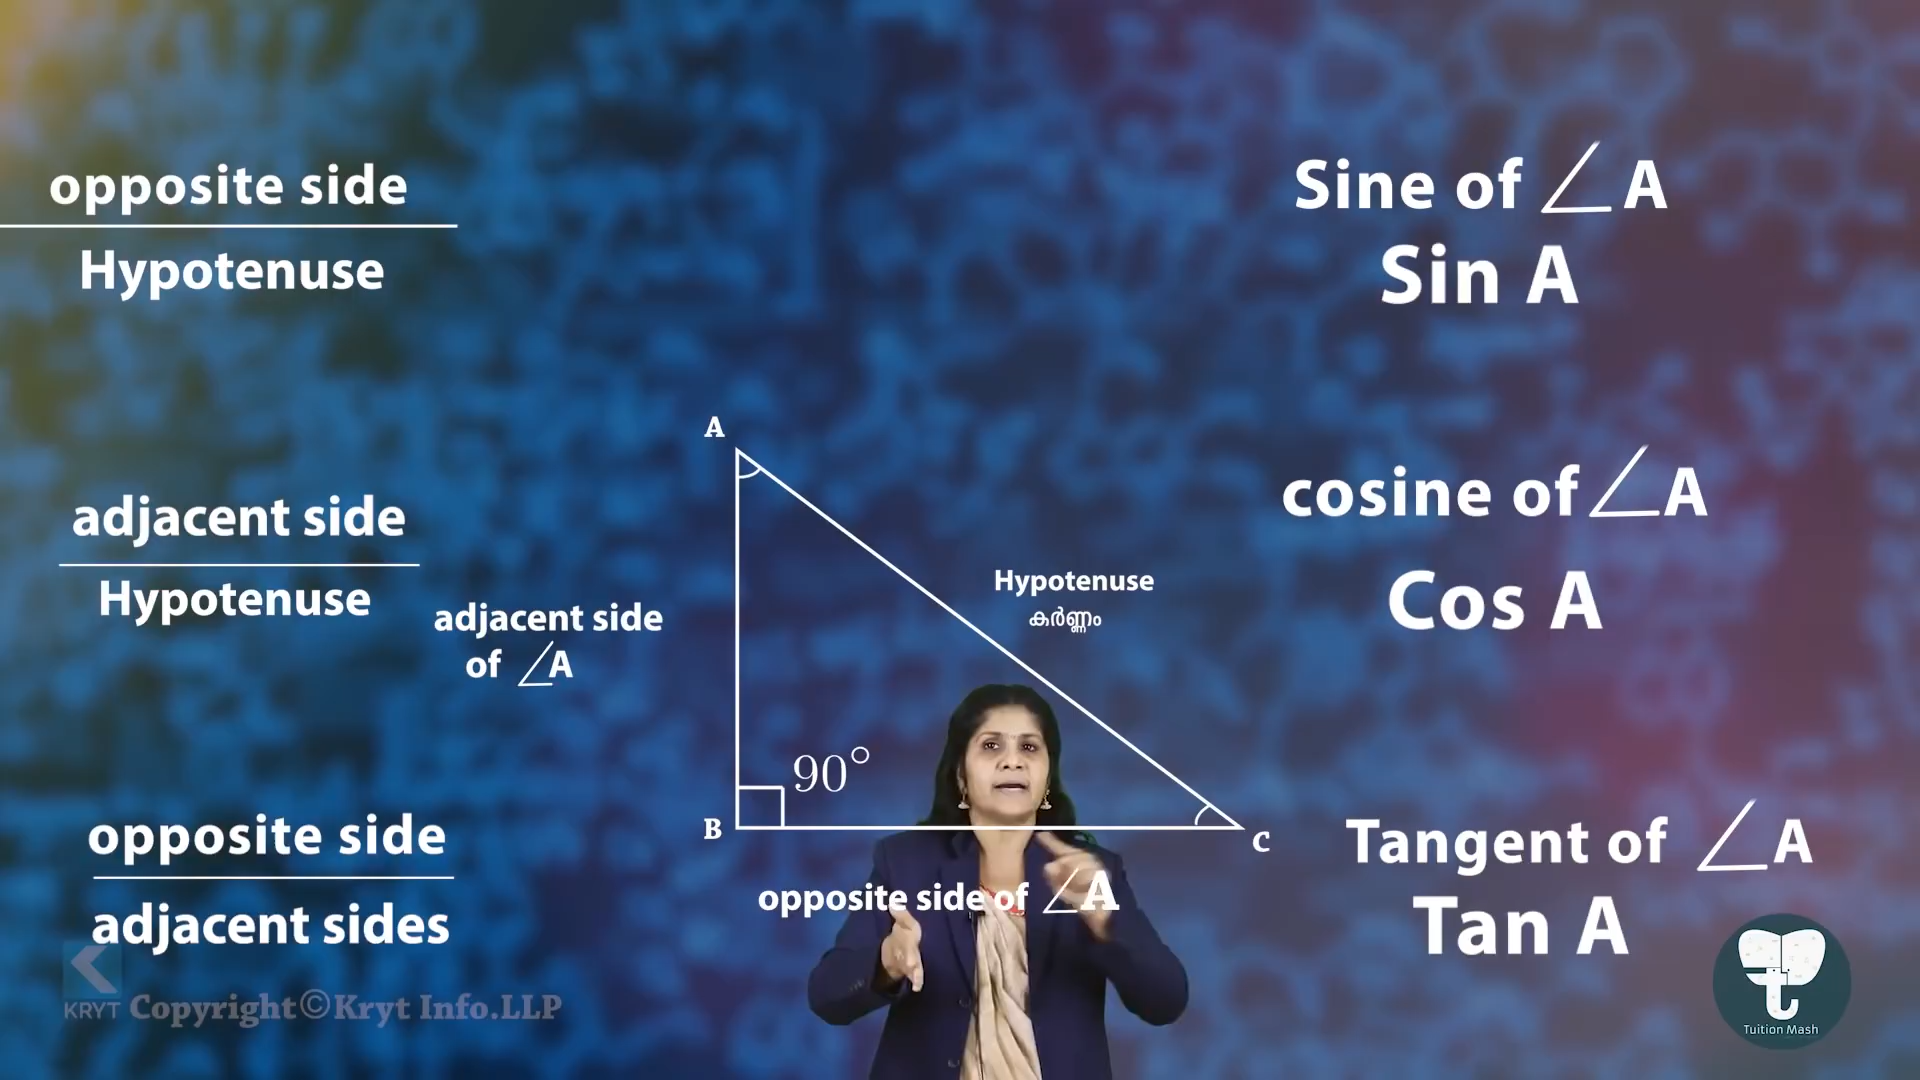 opposite side
Hypotenuse
Sine of ∠A
Sin A
A
adjacent side
Hypotenuse
adjacent side
of ∠A
Hypotenuse
കർണ്ണം
cosine of ∠A
Cos A
90°
B
C
opposite side of ∠A
opposite side
adjacent sides
Tangent of ∠A
Tan A
KRYT Copyright©Kryt Info.LLP
Tuition Mash